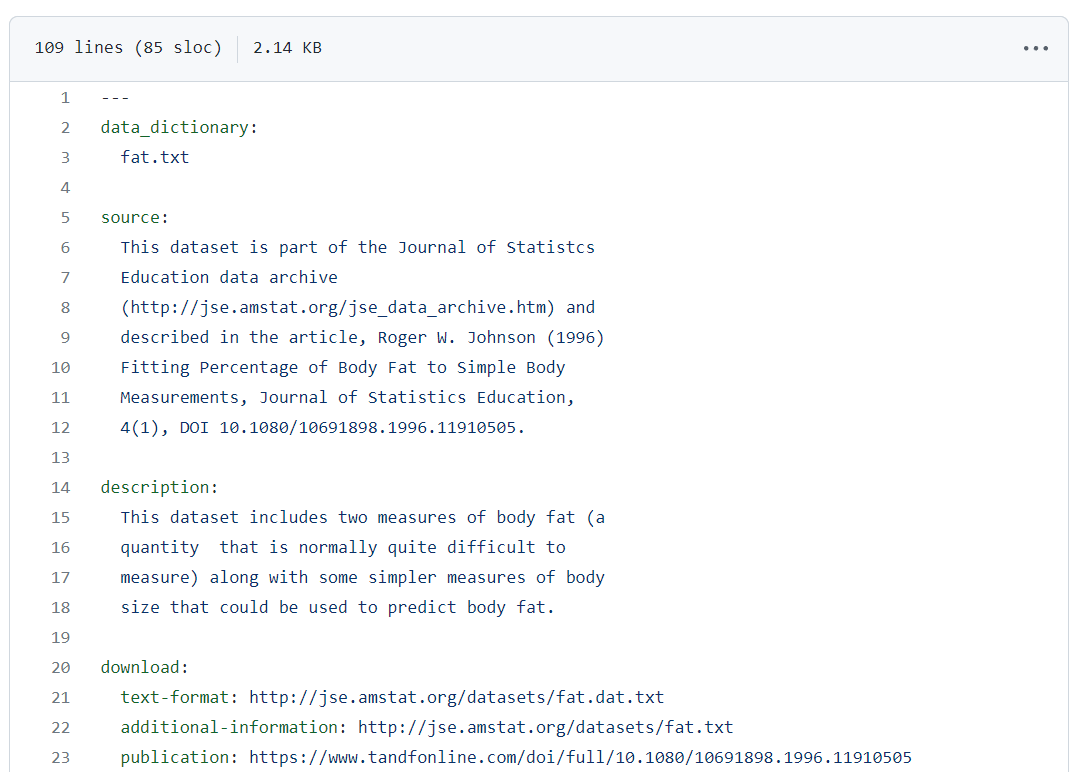 109 lines (85 sloc) 2.14 KB
1 ---
2 data_dictionary:
3 fat.txt
4
5 source:
6 This dataset is part of the Journal of Statistcs
7 Education data archive
8 (http://jse.amstat.org/jse_data_archive.htm) and
9 described in the article, Roger W. Johnson (1996)
10 Fitting Percentage of Body Fat to Simple Body
11 Measurements, Journal of Statistics Education,
12 4(1), DOI 10.1080/10691898.1996.11910505.
13
14 description:
15 This dataset includes two measures of body fat (a
16 quantity  that is normally quite difficult to
17 measure) along with some simpler measures of body
18 size that could be used to predict body fat.
19
20 download:
21 text-format: http://jse.amstat.org/datasets/fat.dat.txt
22 additional-information: http://jse.amstat.org/datasets/fat.txt
23 publication: https://www.tandfonline.com/doi/full/10.1080/10691898.1996.11910505